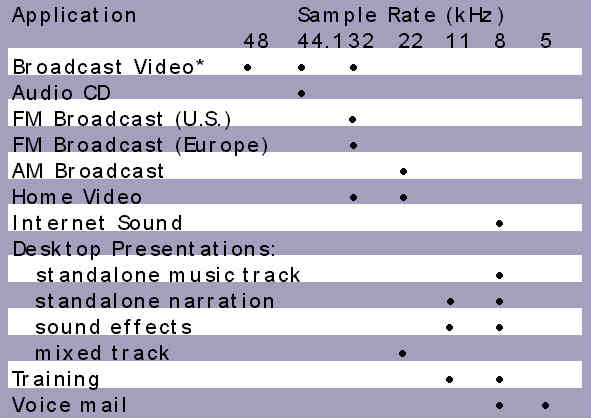 Application Sample Rate (kHz)
48 44.132 22 11 8 5
Broadcast Video* • • •
Audio CD •
FM Broadcast (U.S.) •
FM Broadcast (Europe) •
AM Broadcast •
Home Video • •
Internet Sound •
Desktop Presentations:
standalone music track •
standalone narration • •
sound effects • •
mixed track •
Training • •
Voice mail • •